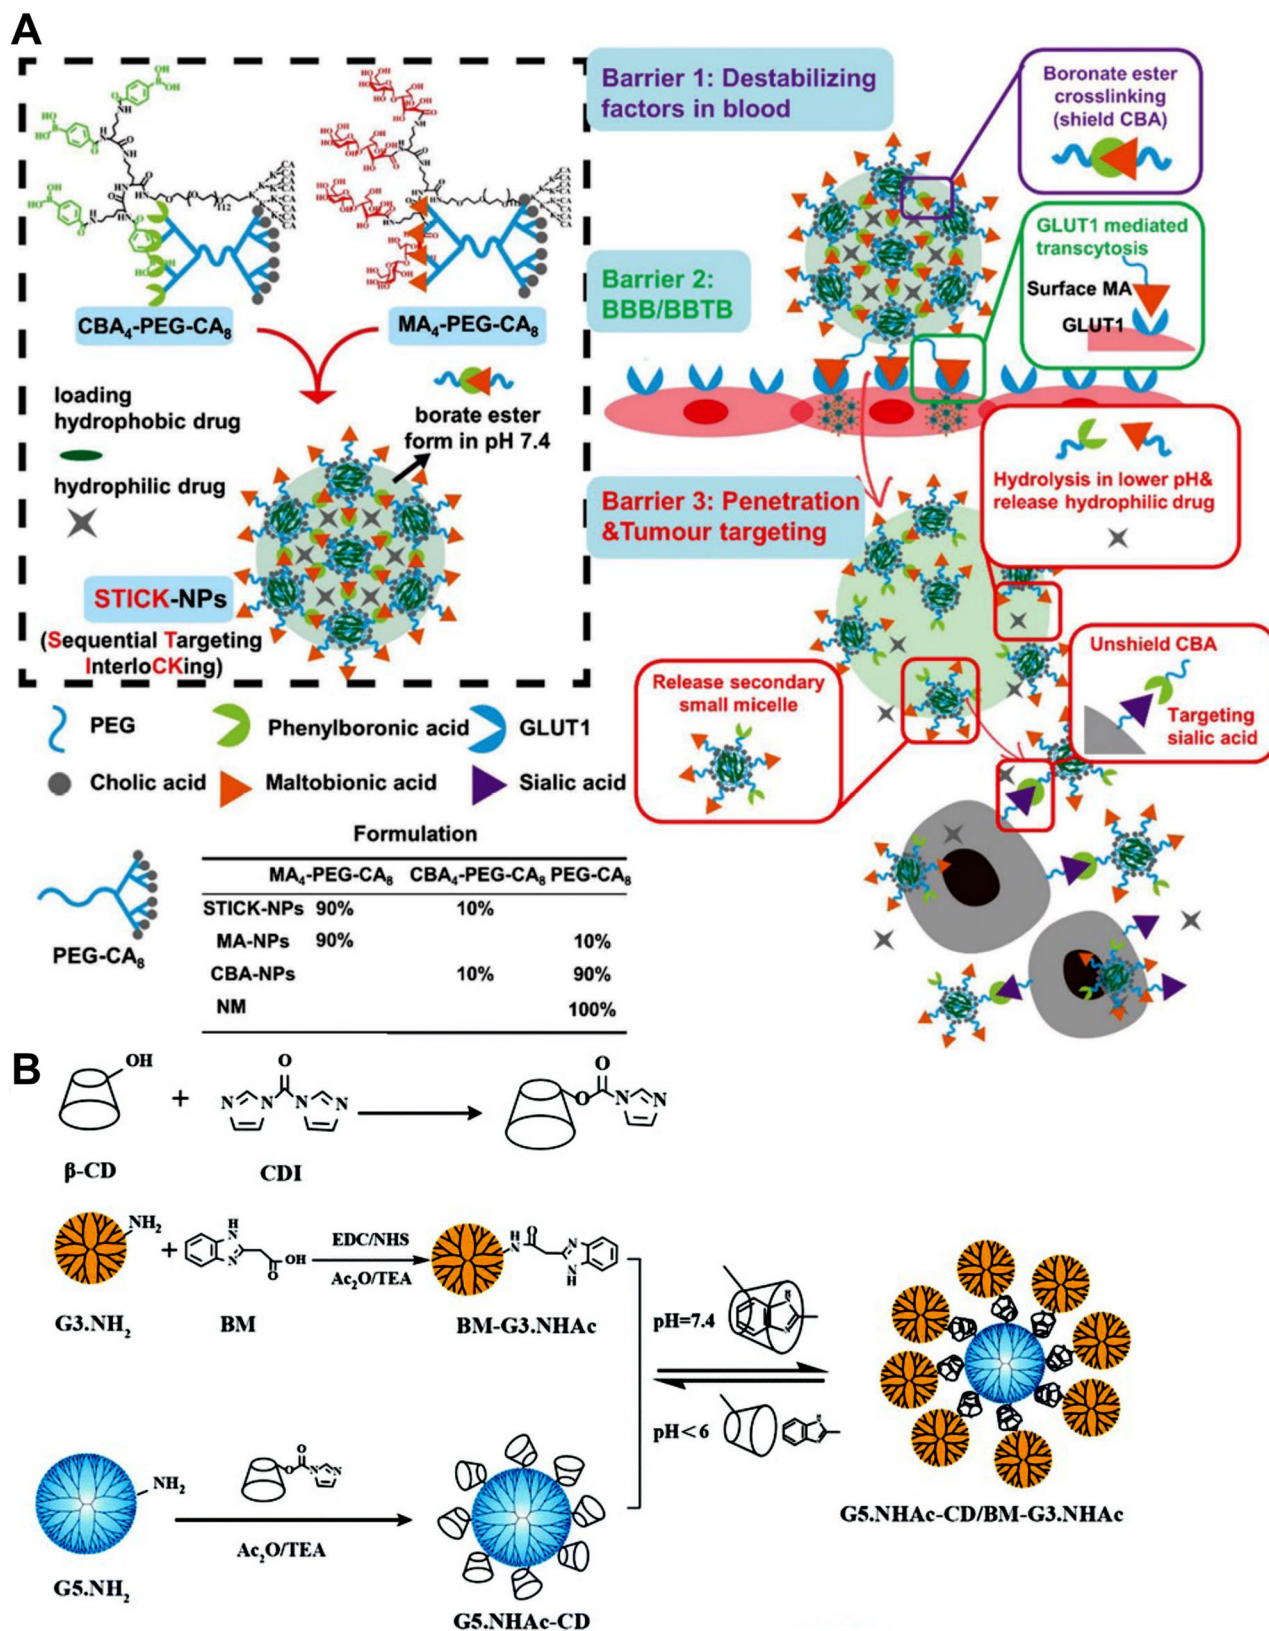 A
CBA₄-PEG-CA₈
MA₄-PEG-CA₈
loading
hydrophobic drug
hydrophilic drug
borate ester
form in pH 7.4
STICK-NPs
(Sequential Targeting
InterloCKing)
Barrier 1: Destabilizing
factors in blood
Boronate ester
crosslinking
(shield CBA)
Barrier 2:
BBB/BBTB
GLUT1 mediated
transcytosis
Surface MA
GLUT1
Barrier 3: Penetration
&Tumour targeting
Hydrolysis in lower pH&
release hydrophilic drug
Release secondary
small micelle
Unshield CBA
Targeting
sialic acid
PEG
Phenylboronic acid
GLUT1
Cholic acid
Maltobionic acid
Sialic acid
PEG-CA₈
Formulation
MA₄-PEG-CA₈ CBA₄-PEG-CA₈ PEG-CA₈
STICK-NPs 90% 10%
MA-NPs 90% 10%
CBA-NPs 10% 90%
NM 100%
B
OH
+
O
N N N N
O
O N N
β-CD
CDI
NH₂
+
H
N
N
O
OH
EDC/NHS
Ac₂O/TEA
H
N
O
N
N
H
G3.NH₂
BM
BM-G3.NHAc
pH=7.4
pH<6
NH₂
Ac₂O/TEA
G5.NH₂
G5.NHAc-CD
G5.NHAc-CD/BM-G3.NHAc